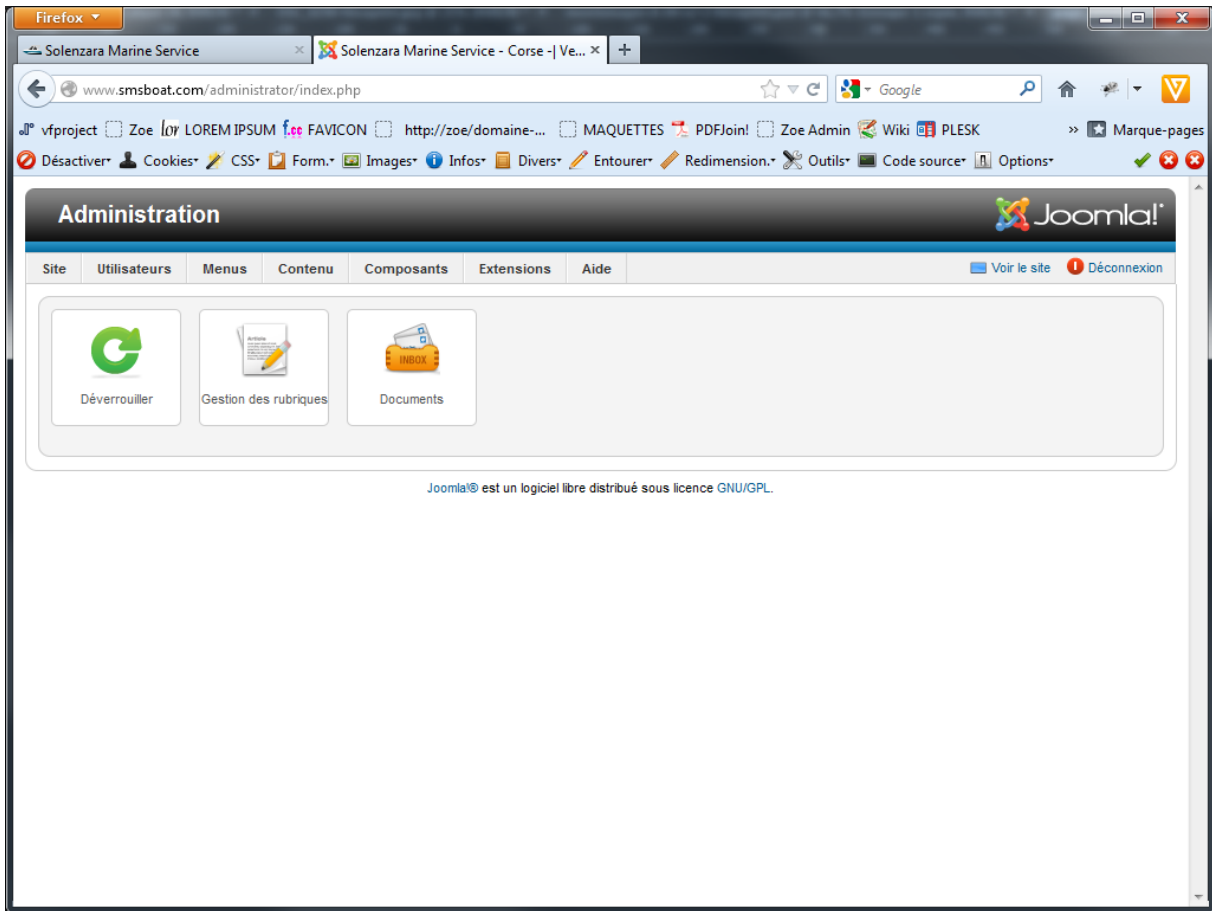 Firefox
Solenzara Marine Service
Solenzara Marine Service - Corse -| Ve...
www.smsboat.com/administrator/index.php
Google
vfproject Zoe lor LOREM IPSUM f.cc FAVICON http://zoe/domaine-... MAQUETTES PDFJoin! Zoe Admin Wiki PLESK » Marque-pages
Désactiver Cookies CSS Form. Images Infos Divers Entourer Redimension. Outils Code source Options
Administration
Joomla!
Site Utilisateurs Menus Contenu Composants Extensions Aide Voir le site Déconnexion
Article
INBOX
Déverrouiller Gestion des rubriques Documents
Joomla!® est un logiciel libre distribué sous licence GNU/GPL.